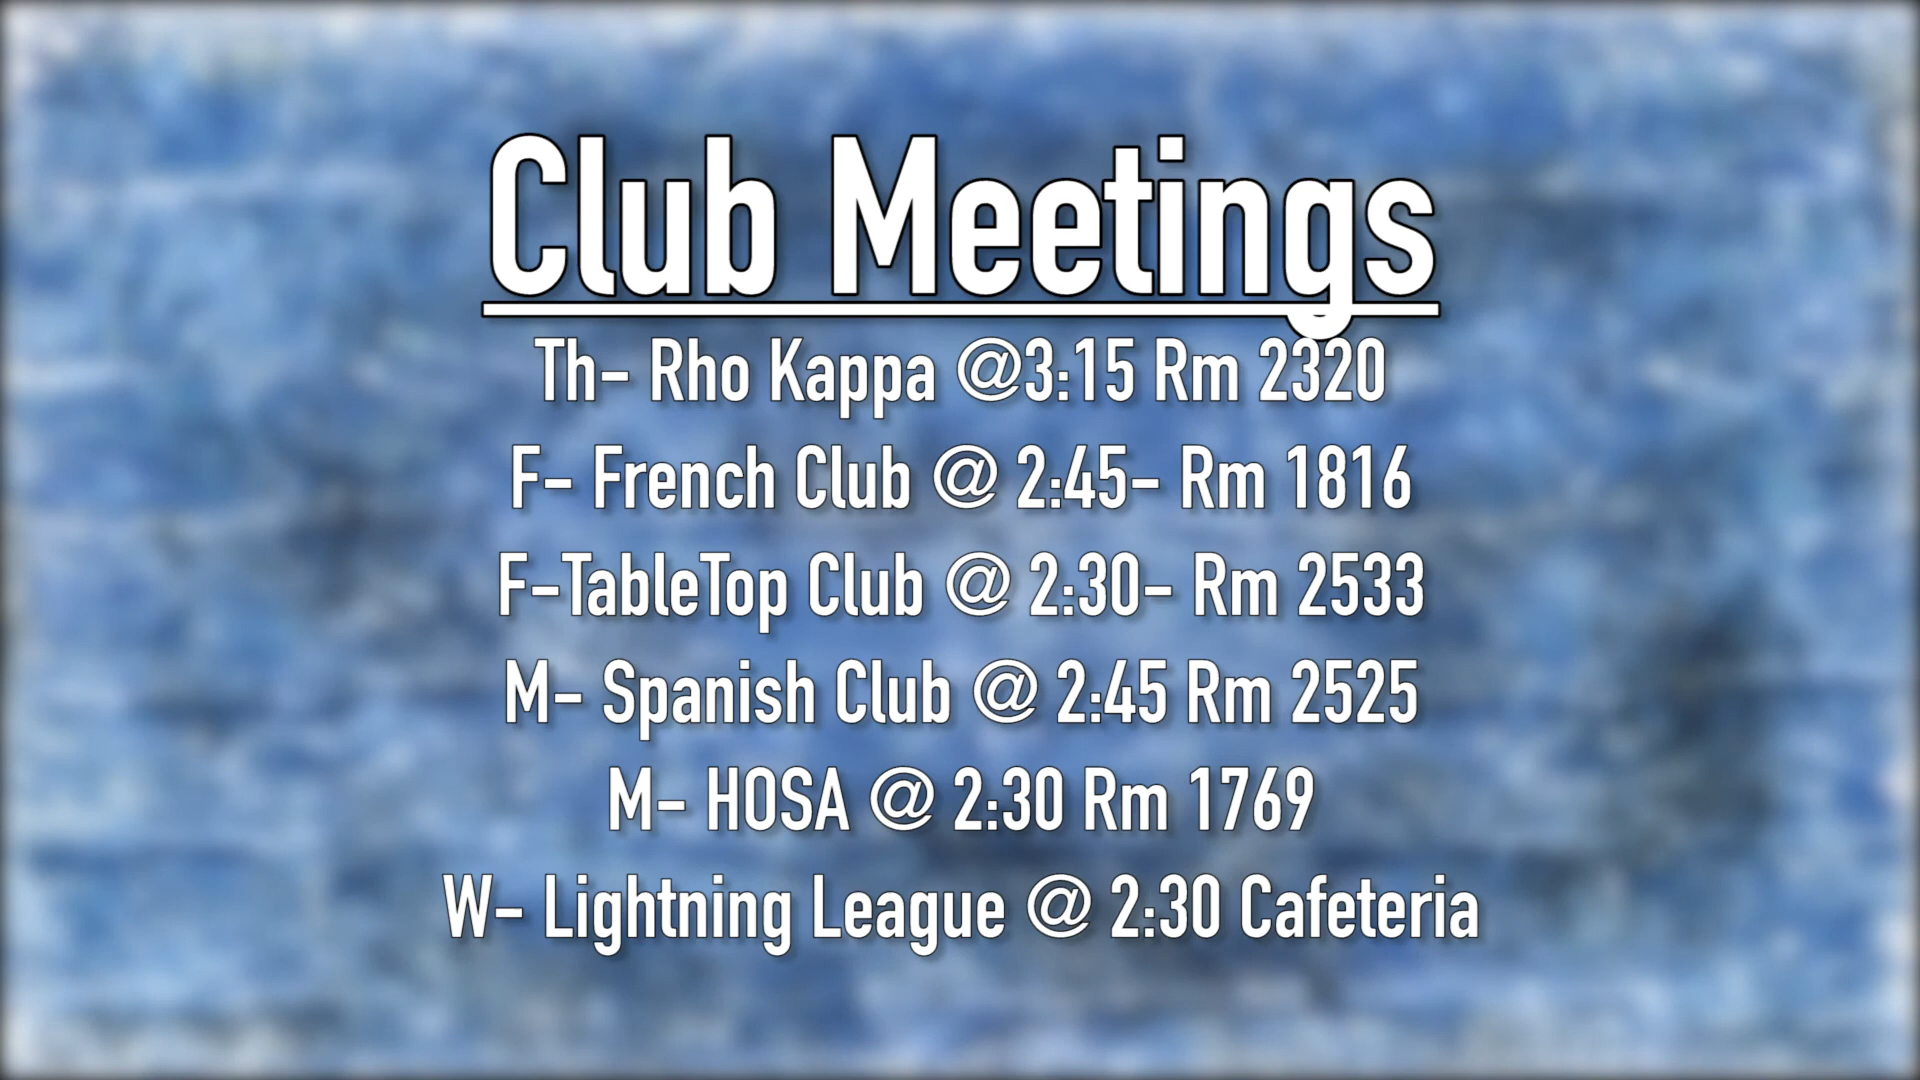 Club Meetings
Th- Rho Kappa @3:15 Rm 2320
F- French Club @ 2:45- Rm 1816
F-TableTop Club @ 2:30- Rm 2533
M- Spanish Club @ 2:45 Rm 2525
M- HOSA @ 2:30 Rm 1769
W- Lightning League @ 2:30 Cafeteria